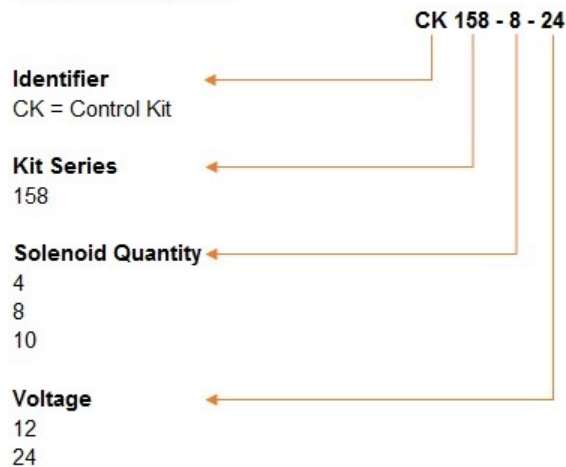 CK 158 - 8 - 24
Identifier
CK = Control Kit
Kit Series
158
Solenoid Quantity
4
8
10
Voltage
12
24